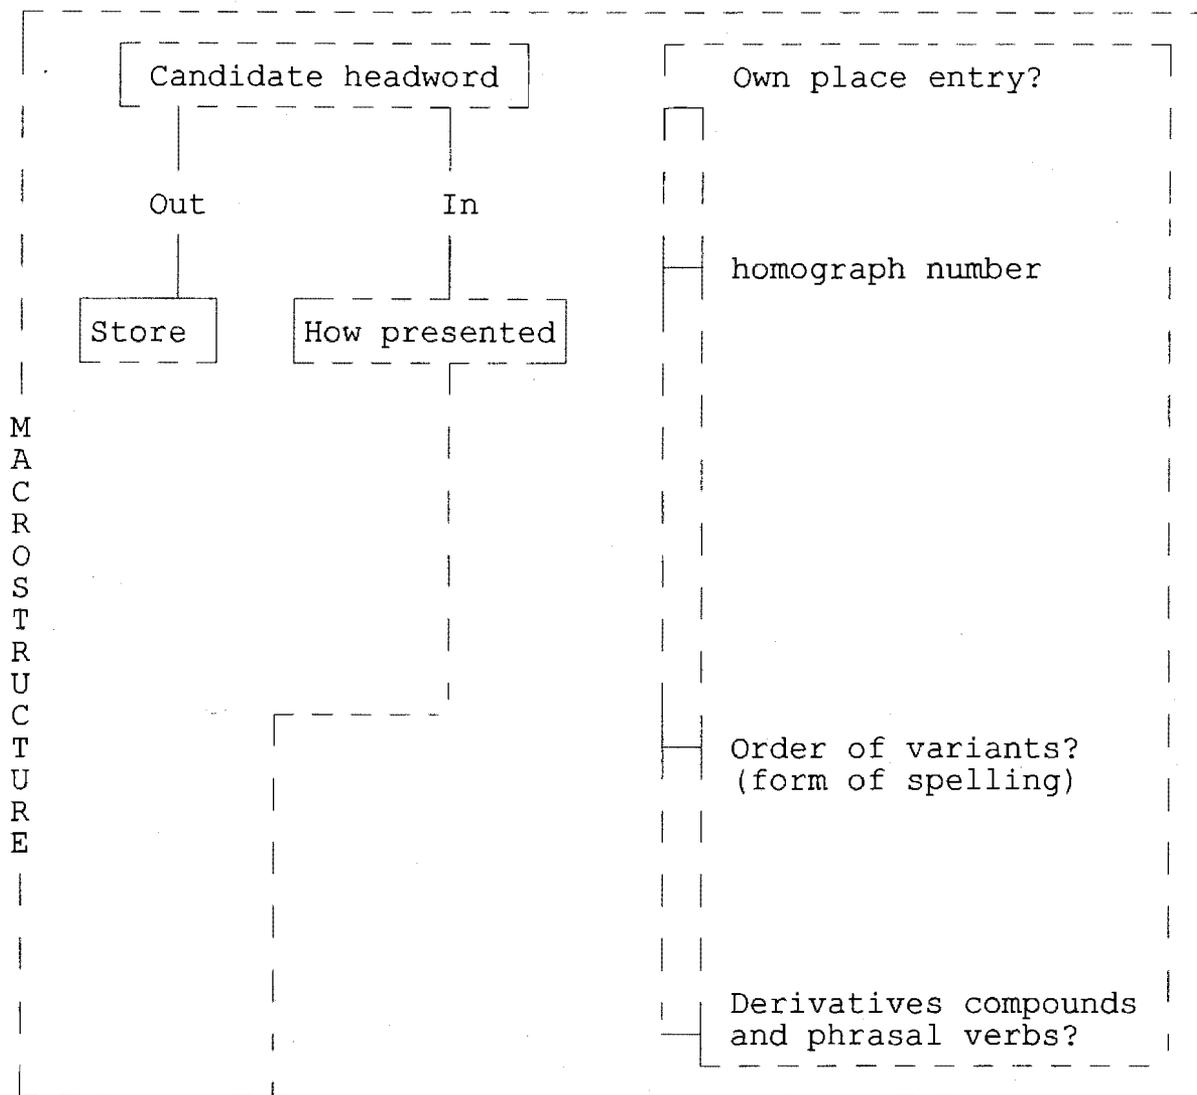 Candidate headword
Own place entry?
Out
In
homograph number
Store
How presented
MACROSTRUCTURE
Order of variants?
(form of spelling)
Derivatives compounds
and phrasal verbs?